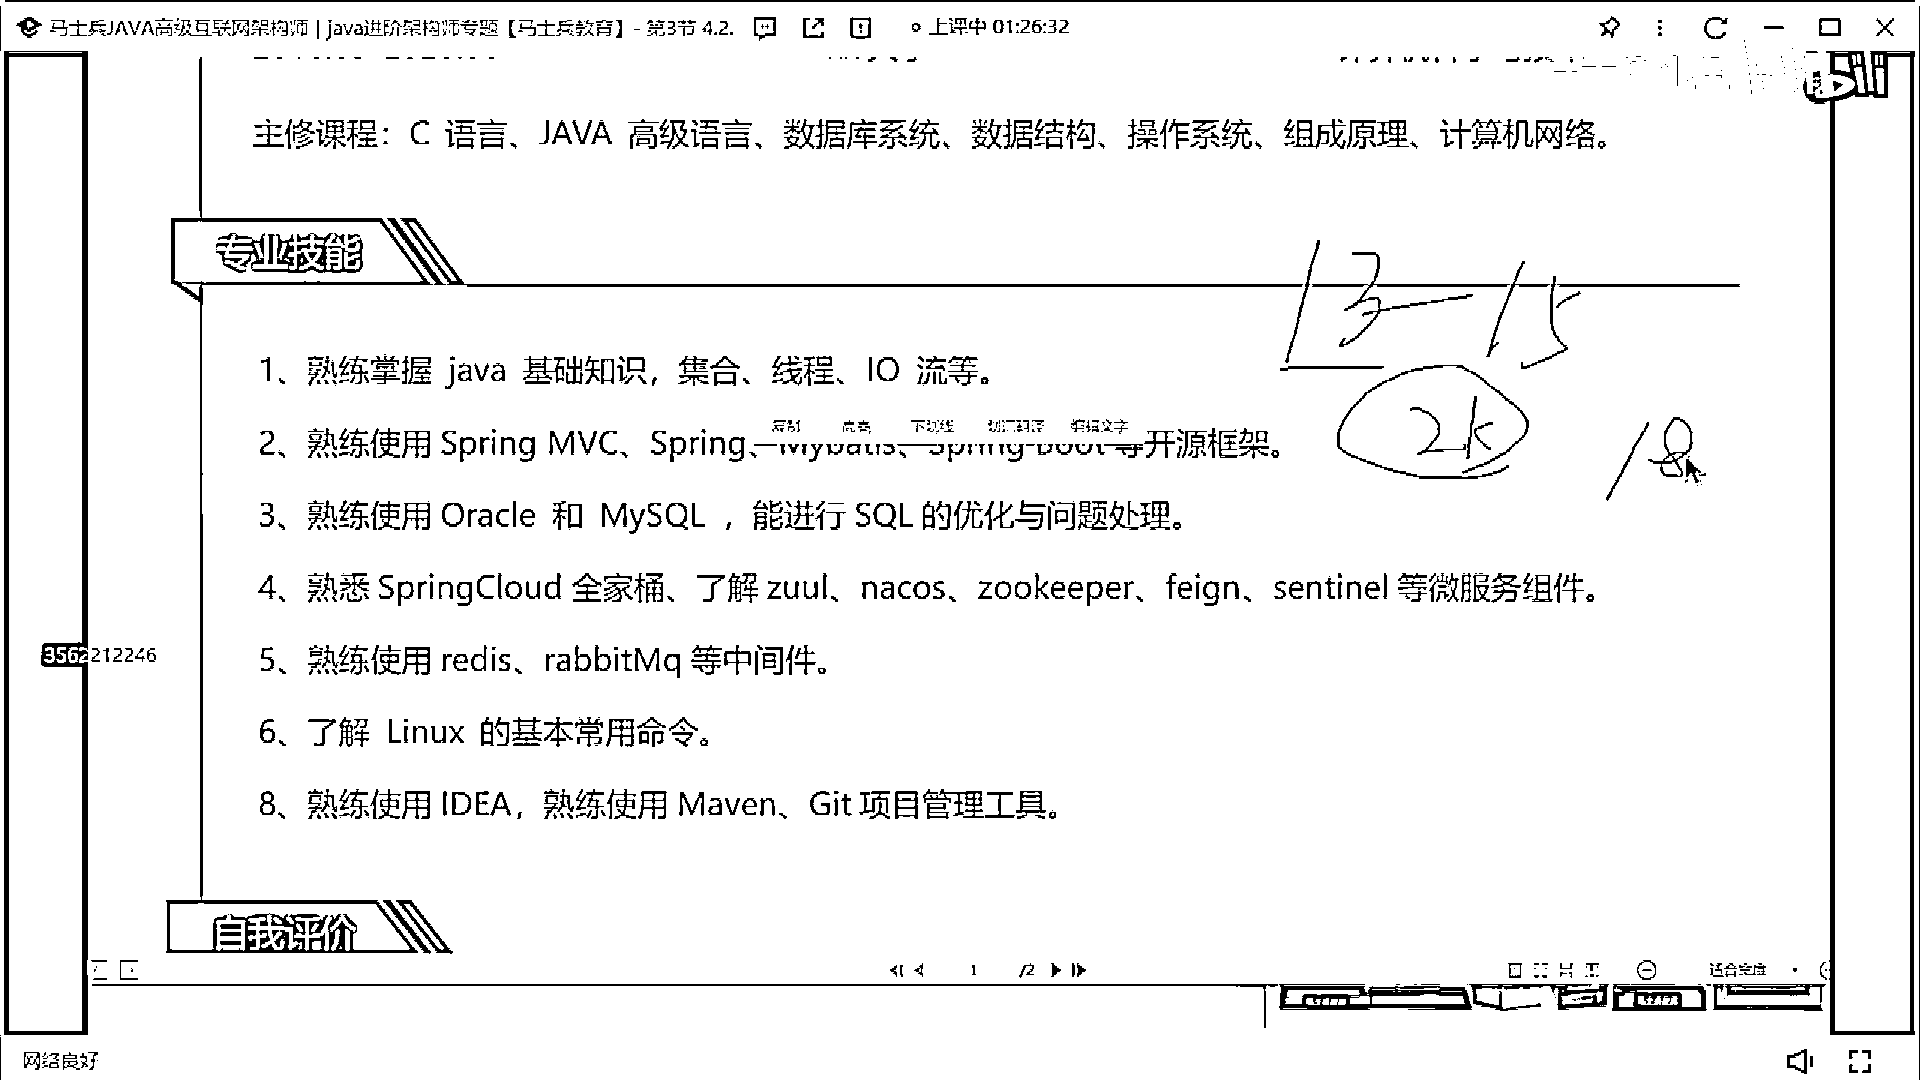 马士兵JAVA高级互联网架构师 | java进阶架构师专题【马士兵教育】- 第3节 4.2.
上课中 01:26:32
主修课程：C 语言、JAVA 高级语言、数据库系统、数据结构、操作系统、组成原理、计算机网络。
专业技能
13-15
1、熟练掌握 java 基础知识，集合、线程、IO 流等。
复制 高亮 下划线 划词翻译 编辑文字
2、熟练使用 Spring MVC、Spring、Mybatis、Spring-boot 等开源框架。
2k
18
3、熟练使用 Oracle 和 MySQL ，能进行 SQL 的优化与问题处理。
4、熟悉 SpringCloud 全家桶、了解 zuul、nacos、zookeeper、feign、sentinel 等微服务组件。
3562212246
5、熟练使用 redis、rabbitMq 等中间件。
6、了解 Linux 的基本常用命令。
8、熟练使用 IDEA，熟练使用 Maven、Git 项目管理工具。
自我评价
1 /2
适合宽度
网络良好